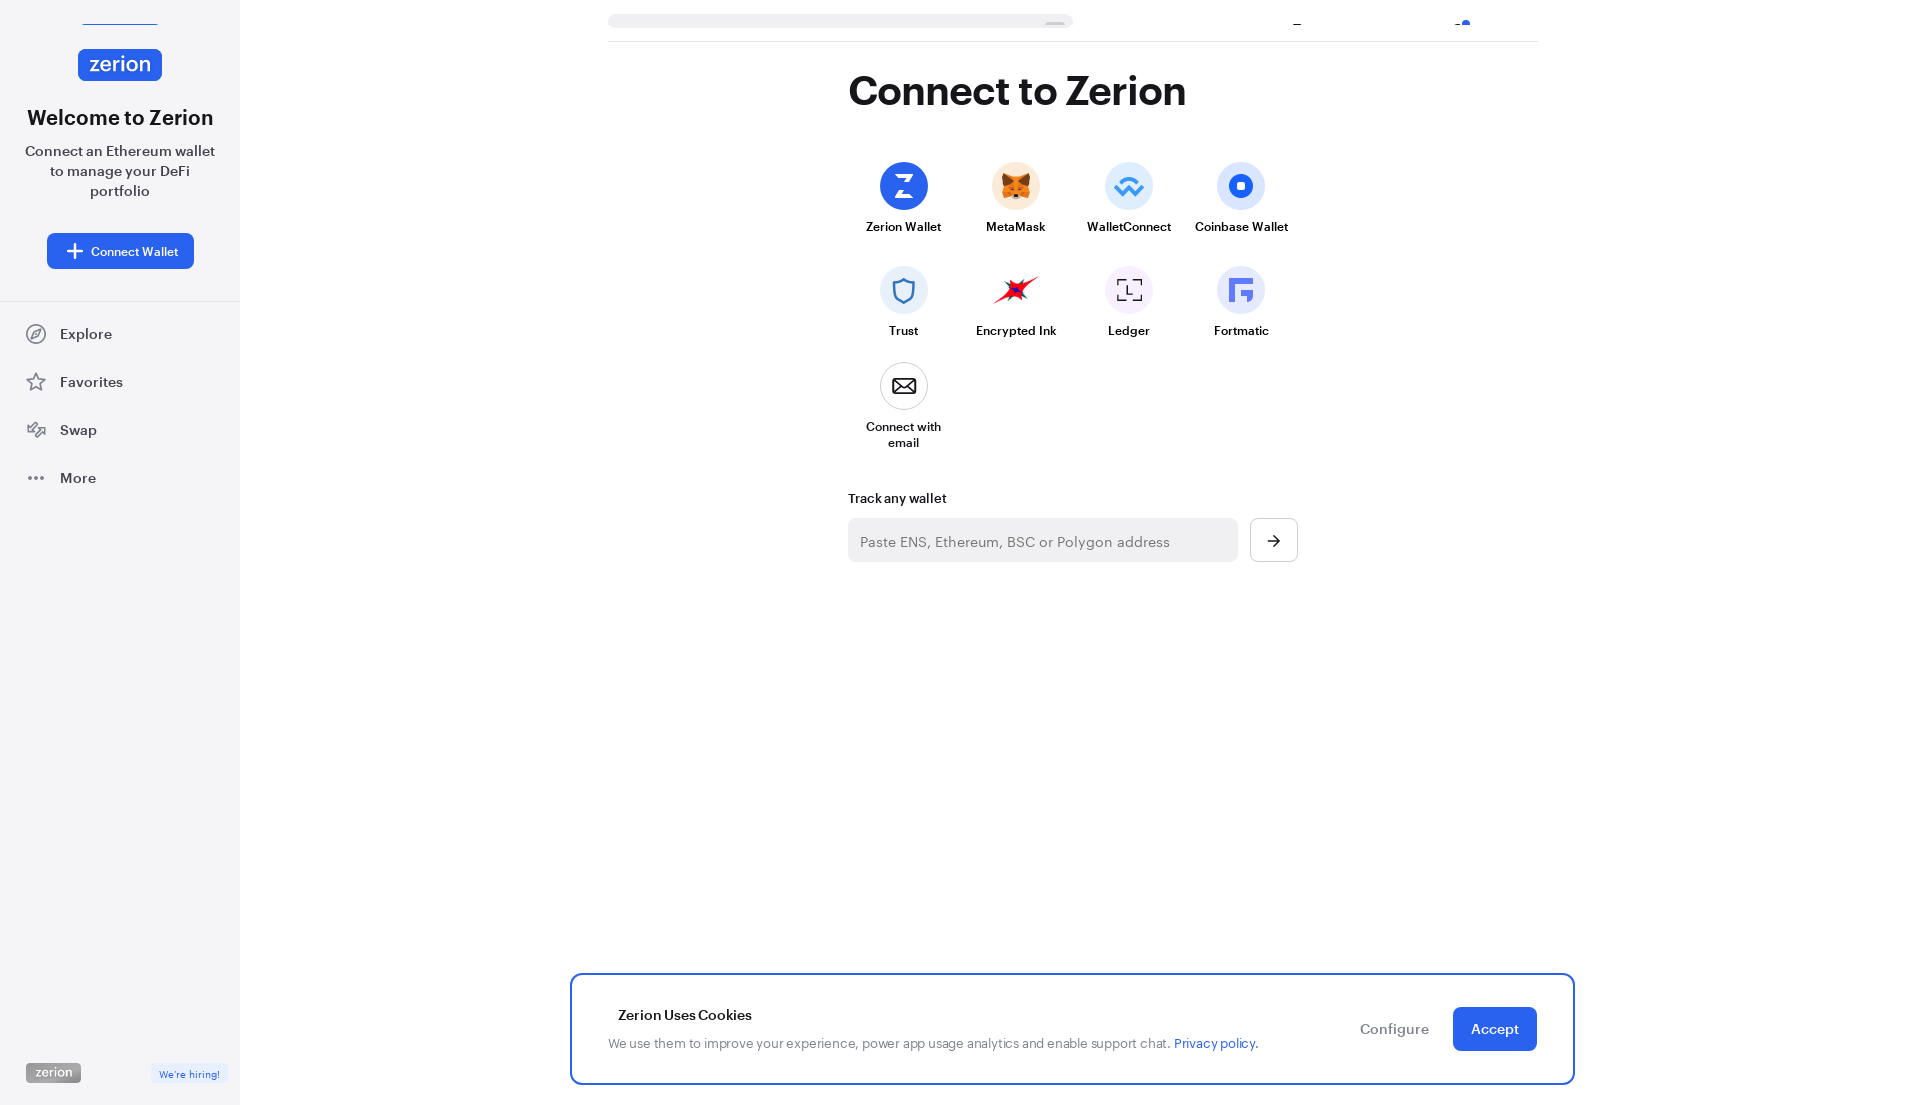 zerion
Welcome to Zerion
Connect an Ethereum wallet
to manage your DeFi
portfolio
Connect Wallet
Explore
Favorites
Swap
More
zerion
We're hiring!
Connect to Zerion
Zerion Wallet
MetaMask
WalletConnect
Coinbase Wallet
Trust
Encrypted Ink
Ledger
Fortmatic
Connect with
email
Track any wallet
Paste ENS, Ethereum, BSC or Polygon address
Zerion Uses Cookies
We use them to improve your experience, power app usage analytics and enable support chat. Privacy policy.
Configure
Accept